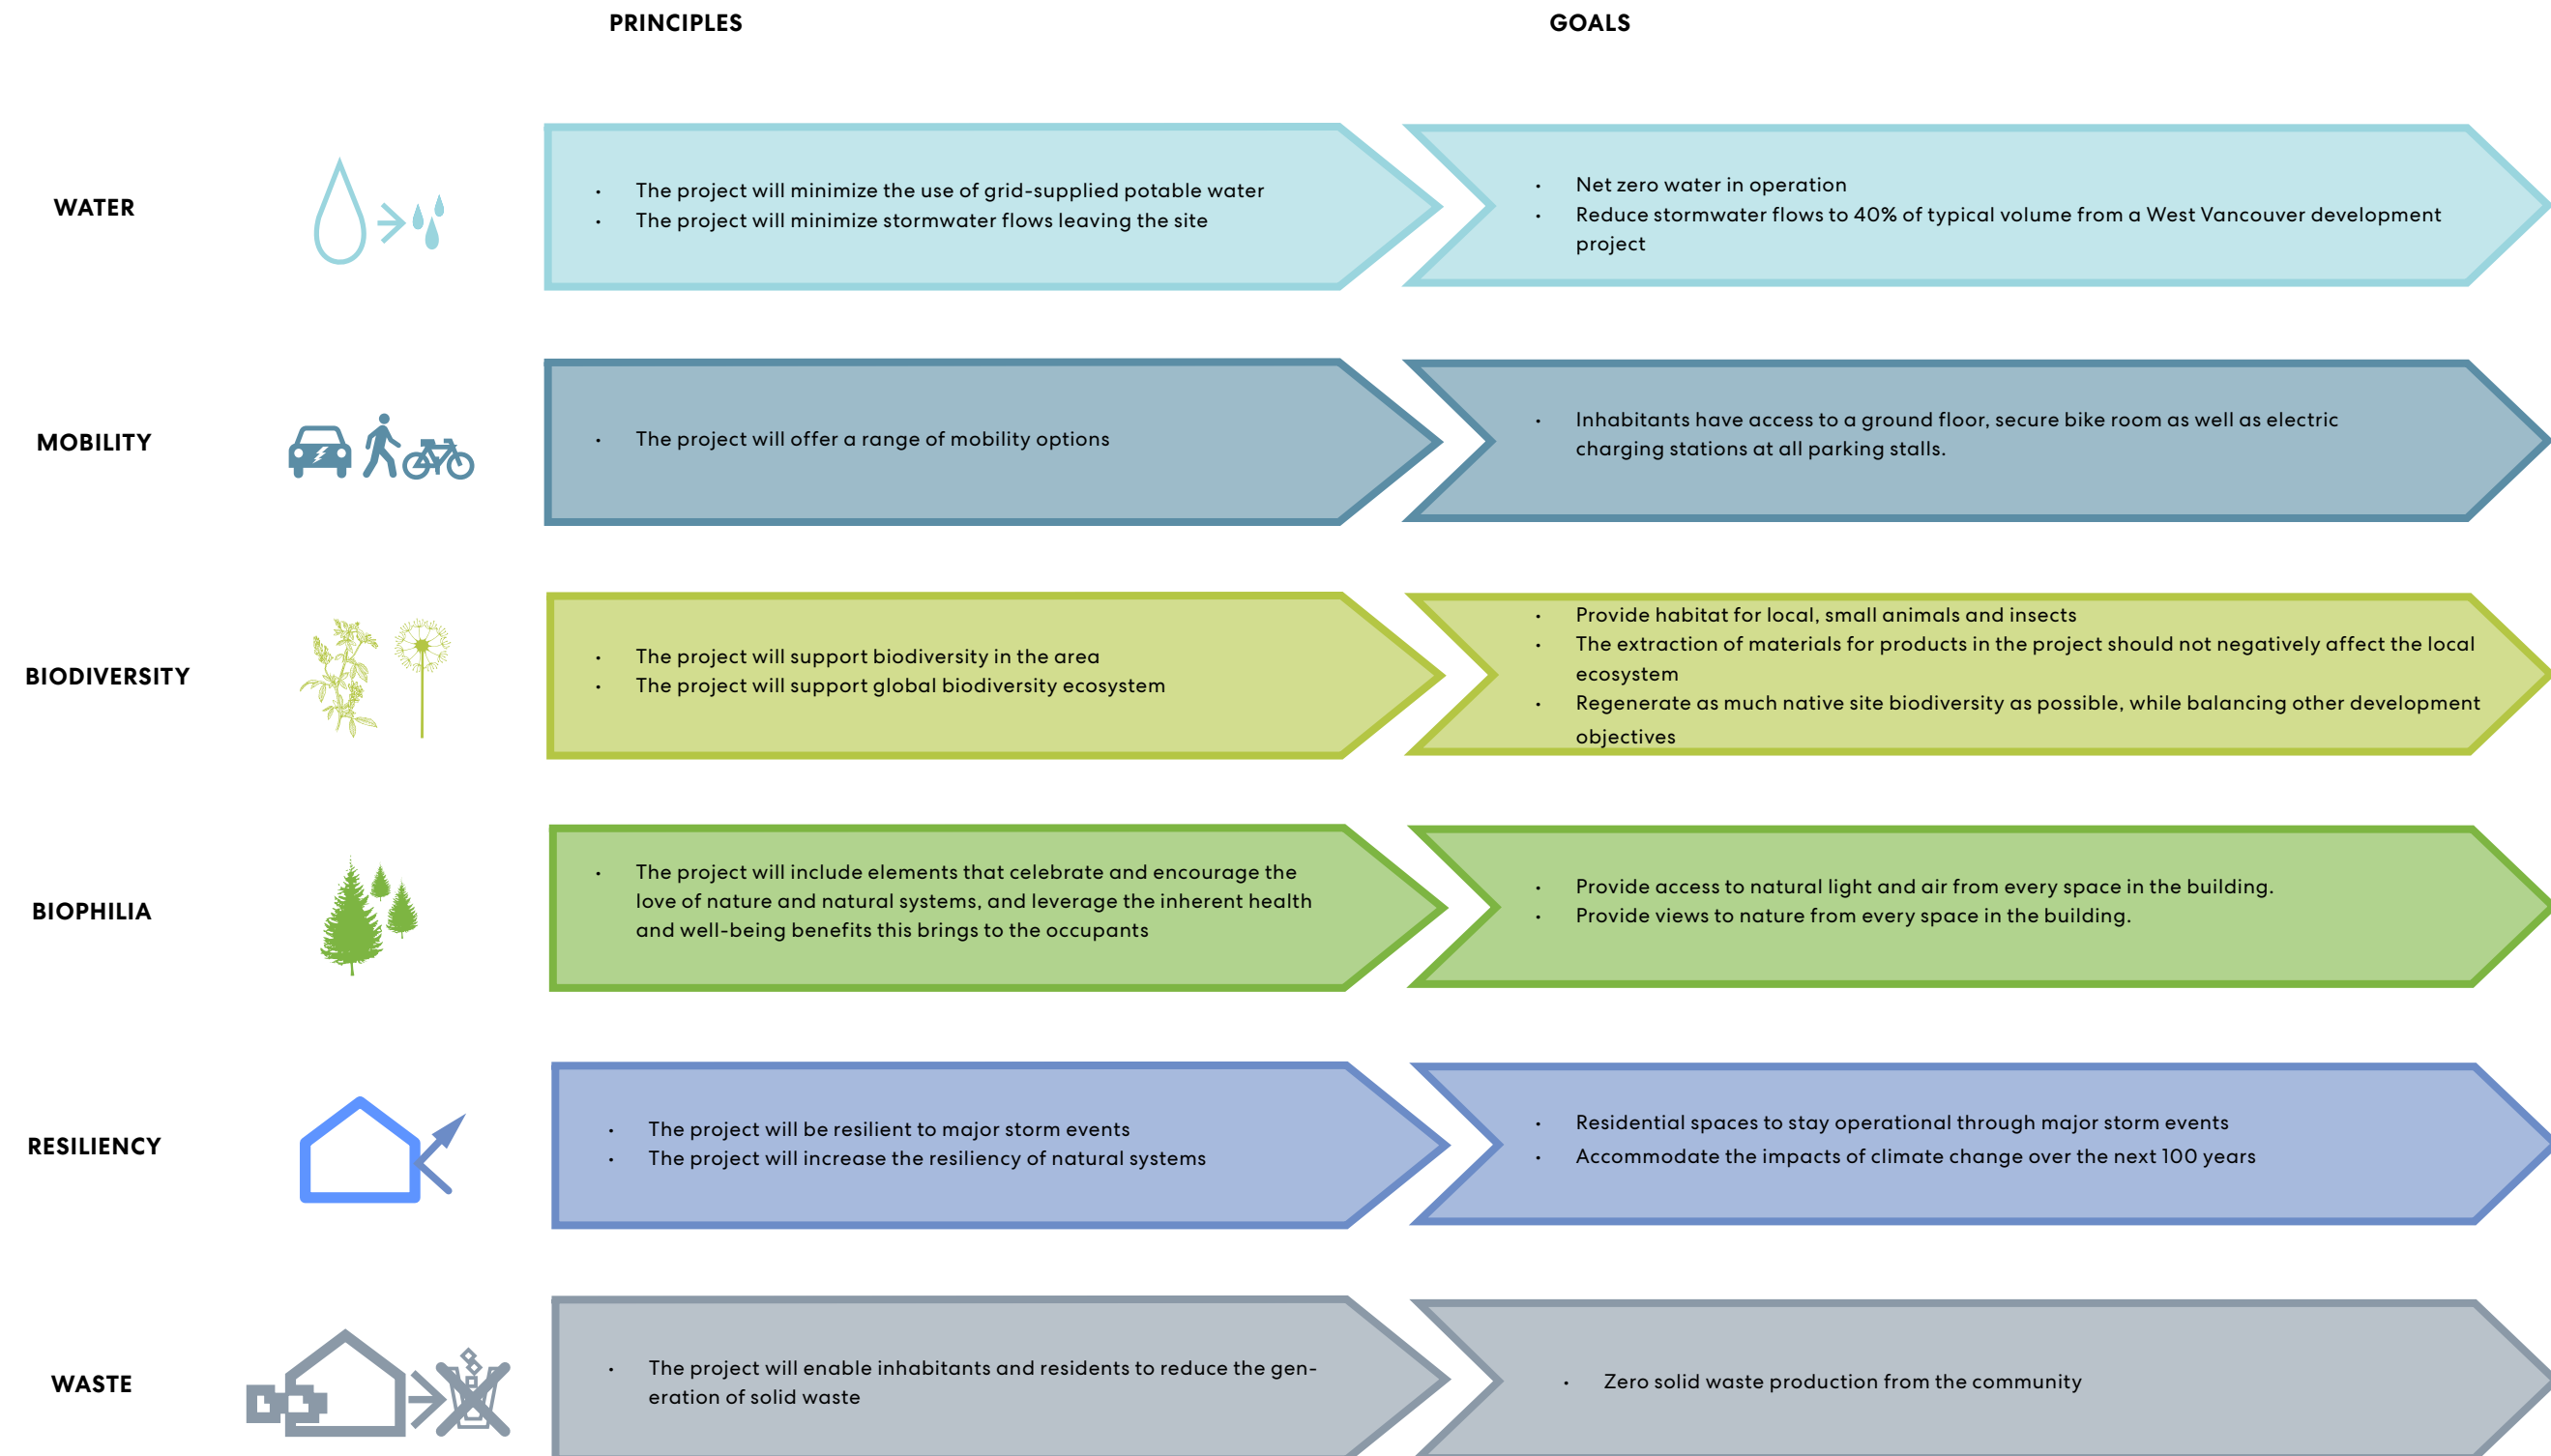 PRINCIPLES
GOALS
WATER
• The project will minimize the use of grid-supplied potable water
• The project will minimize stormwater flows leaving the site
• Net zero water in operation
• Reduce stormwater flows to 40% of typical volume from a West Vancouver development
project
MOBILITY
• The project will offer a range of mobility options
• Inhabitants have access to a ground floor, secure bike room as well as electric
charging stations at all parking stalls.
BIODIVERSITY
• The project will support biodiversity in the area
• The project will support global biodiversity ecosystem
• Provide habitat for local, small animals and insects
• The extraction of materials for products in the project should not negatively affect the local
ecosystem
• Regenerate as much native site biodiversity as possible, while balancing other development
objectives
BIOPHILIA
• The project will include elements that celebrate and encourage the
love of nature and natural systems, and leverage the inherent health
and well-being benefits this brings to the occupants
• Provide access to natural light and air from every space in the building.
• Provide views to nature from every space in the building.
RESILIENCY
• The project will be resilient to major storm events
• The project will increase the resiliency of natural systems
• Residential spaces to stay operational through major storm events
• Accommodate the impacts of climate change over the next 100 years
WASTE
• The project will enable inhabitants and residents to reduce the gen-
eration of solid waste
• Zero solid waste production from the community